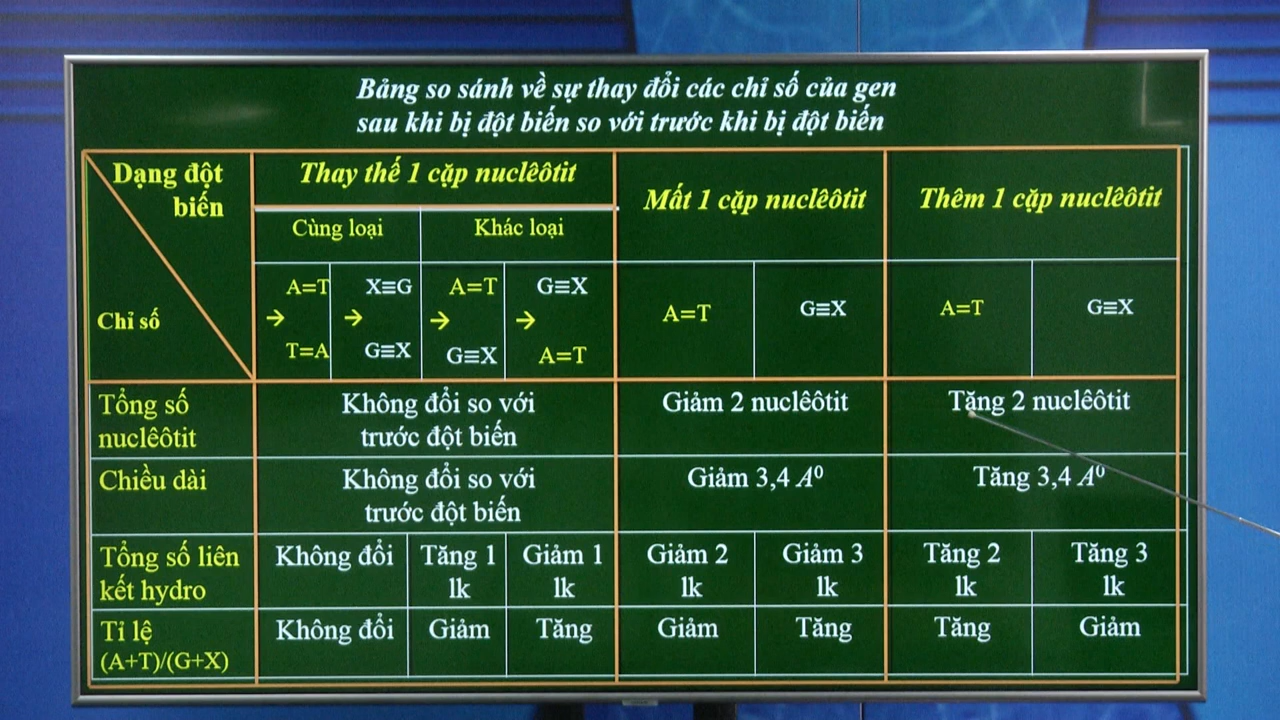 Bảng so sánh về sự thay đổi các chỉ số của gen
sau khi bị đột biến so với trước khi bị đột biến
Dạng đột
biến
Chỉ số
Thay thế 1 cặp nuclêôtit
Mất 1 cặp nuclêôtit
Thêm 1 cặp nuclêôtit
Cùng loại
Khác loại
A=T
→
T=A
X≡G
→
G≡X
A=T
→
G≡X
G≡X
→
A=T
A=T
G≡X
A=T
G≡X
Tổng số
nuclêôtit
Không đổi so với
trước đột biến
Giảm 2 nuclêôtit
Tăng 2 nuclêôtit
Chiều dài
Không đổi so với
trước đột biến
Giảm 3,4 A⁰
Tăng 3,4 A⁰
Tổng số liên
kết hydro
Không đổi
Tăng 1
lk
Giảm 1
lk
Giảm 2
lk
Giảm 3
lk
Tăng 2
lk
Tăng 3
lk
Tỉ lệ
(A+T)/(G+X)
Không đổi
Giảm
Tăng
Giảm
Tăng
Tăng
Giảm